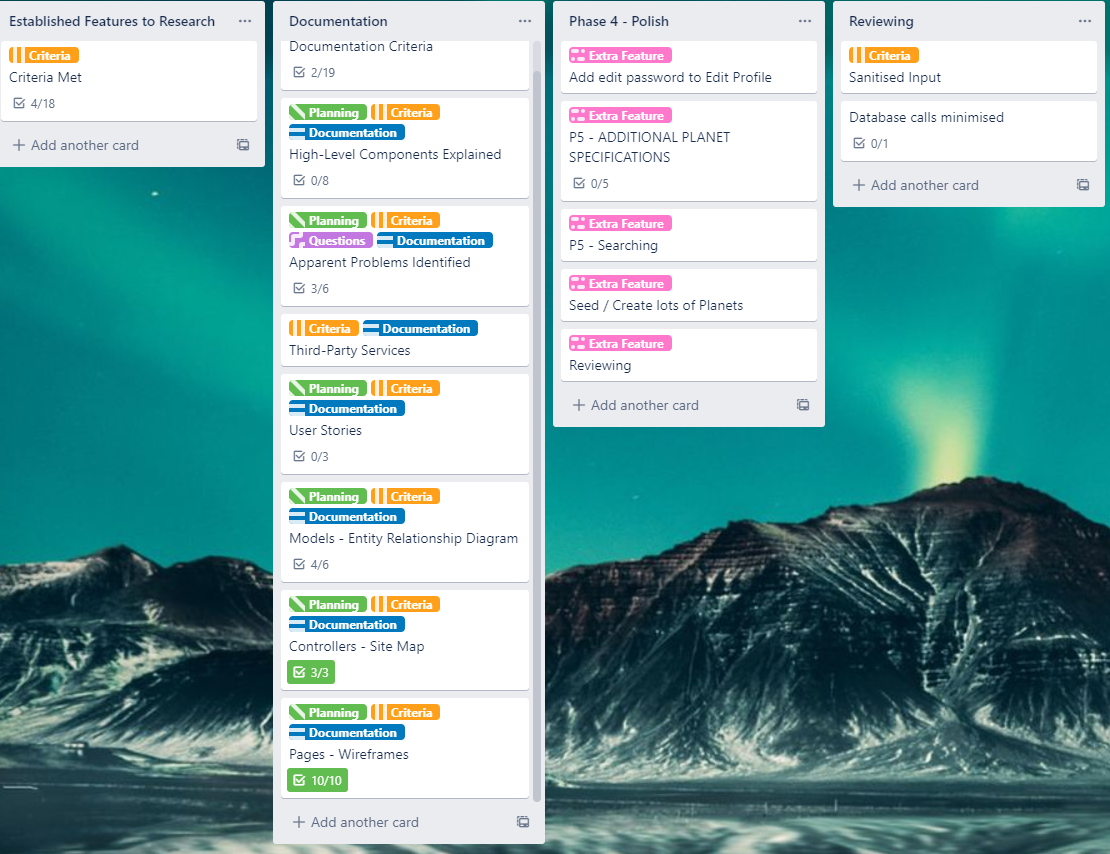 Established Features to Research
Criteria
Criteria Met
4/18
Add another card
Documentation
Documentation Criteria
2/19
Planning Criteria
Documentation
High-Level Components Explained
0/8
Planning Criteria
Questions Documentation
Apparent Problems Identified
3/6
Criteria Documentation
Third-Party Services
Planning Criteria
Documentation
User Stories
0/3
Planning Criteria
Documentation
Models - Entity Relationship Diagram
4/6
Planning Criteria
Documentation
Controllers - Site Map
3/3
Planning Criteria
Documentation
Pages - Wireframes
10/10
Add another card
Phase 4 - Polish
Extra Feature
Add edit password to Edit Profile
Extra Feature
P5 - ADDITIONAL PLANET
SPECIFICATIONS
0/5
Extra Feature
P5 - Searching
Extra Feature
Seed / Create lots of Planets
Extra Feature
Reviewing
Add another card
Reviewing
Criteria
Sanitised Input
Database calls minimised
0/1
Add another card